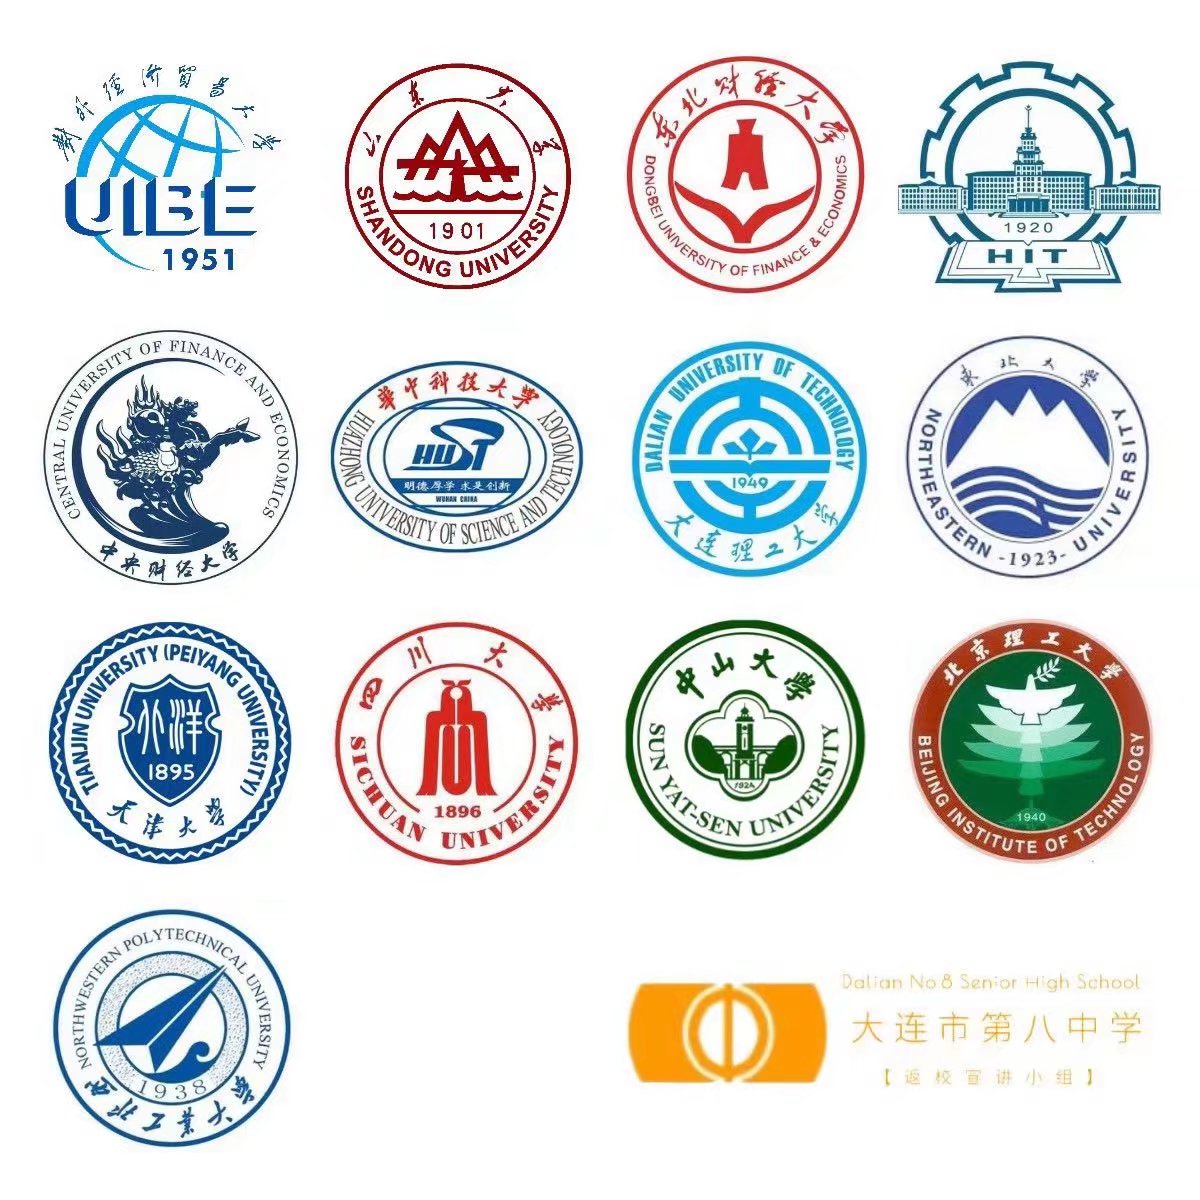 對外經濟貿易大學
UIBE
1951
山東大學
1901
SHANDONG UNIVERSITY
东北财经大学
DONGBEI UNIVERSITY OF FINANCE & ECONOMICS
1920
HIT
CENTRAL UNIVERSITY OF FINANCE AND ECONOMICS
中央财经大学
華中科技大學
HUST
明德厚学 求是创新
WUHAN CHINA
HUAZHONG UNIVERSITY OF SCIENCE AND TECHNOLOGY
DALIAN UNIVERSITY OF TECHNOLOGY
1949
大连理工大学
東北大學
1923
NORTHEASTERN UNIVERSITY
TIANJIN UNIVERSITY (PEIYANG UNIVERSITY)
北洋
1895
天津大學
四川大學
1896
SICHUAN UNIVERSITY
中山大學
1924
SUN YAT-SEN UNIVERSITY
北京理工大学
1940
BEIJING INSTITUTE OF TECHNOLOGY
NORTHWESTERN POLYTECHNICAL UNIVERSITY
1938
西北工業大學
Dalian No8 Senior High School
大连市第八中学
【返校宣讲小组】